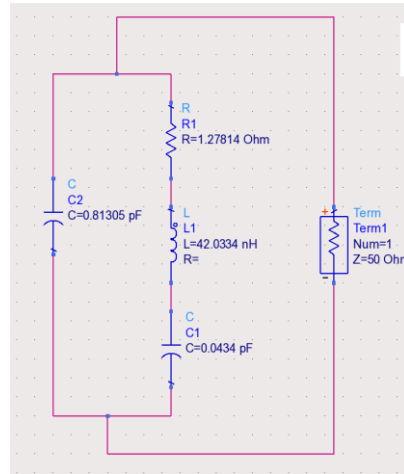 R
R1
R=1.27814 Ohm
C
C2
C=0.81305 pF
L
L1
L=42.0334 nH
R=
Term
Term1
Num=1
Z=50 Ohm
C
C1
C=0.0434 pF